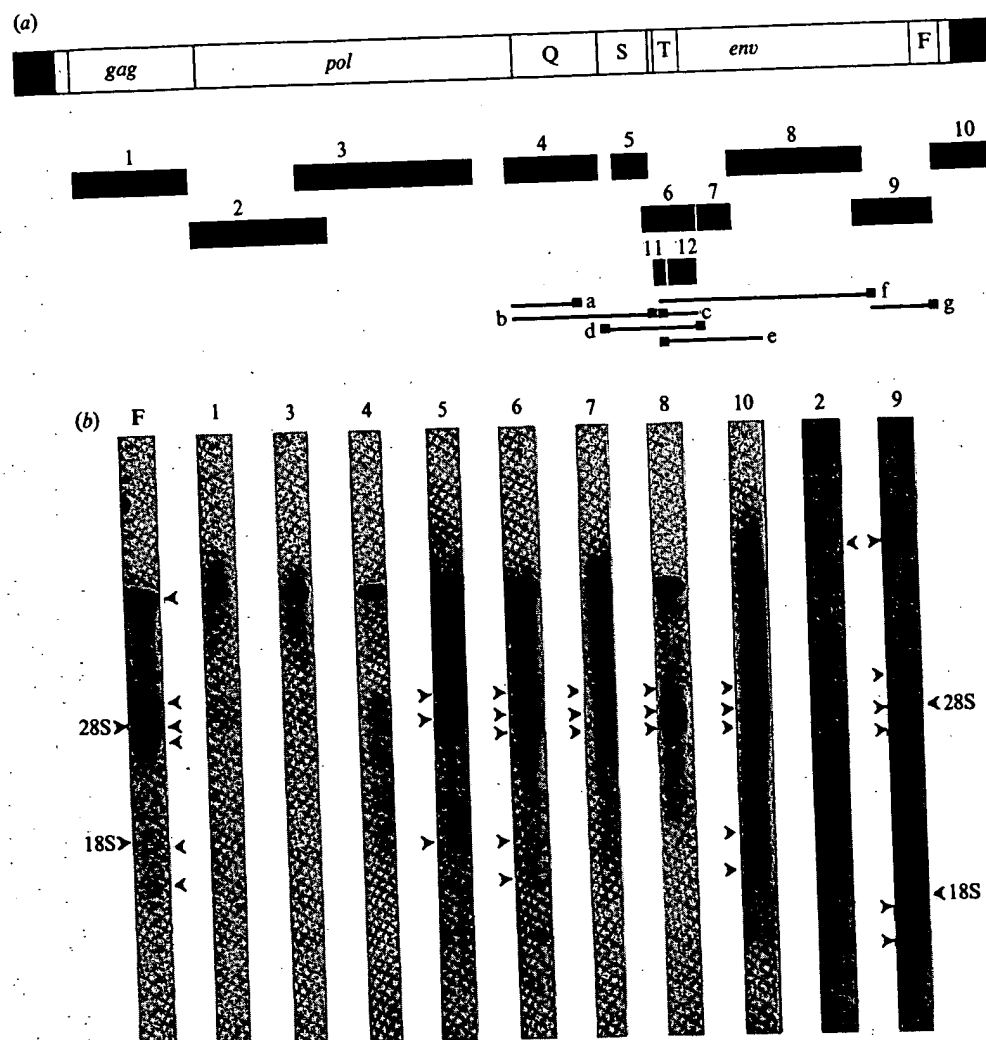 (a)
gag pol Q S T env F
1 3 4 5 8 10
2 6 7 9
11 12
a f
b c g
d e
(b) F 1 3 4 5 6 7 8 10 2 9
28S 28S
18S 18S